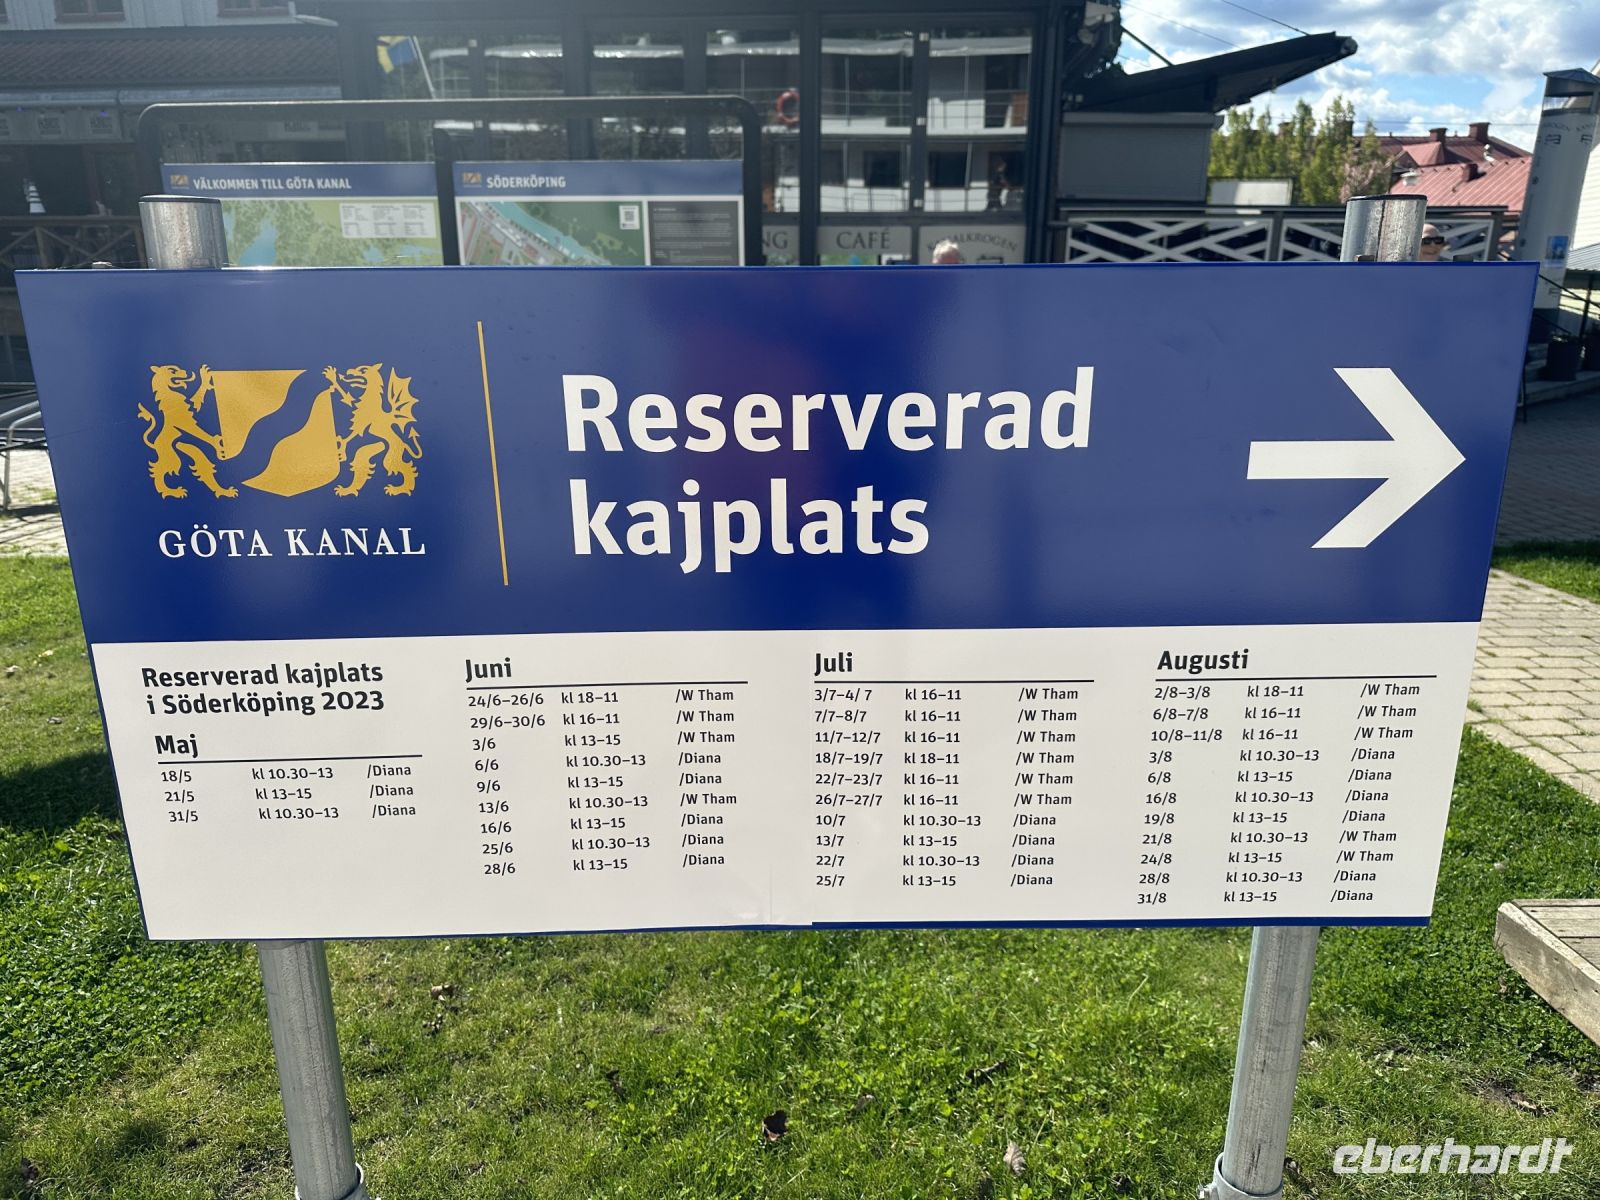 VÄLKOMMEN TILL GÖTA KANAL
SÖDERKÖPING
CAFÉ
Reserverad
kajplats
GÖTA KANAL
Reserverad kajplats
i Söderköping 2023
Maj
18/5 kl 10.30–13 /Diana
21/5 kl 13–15 /Diana
31/5 kl 10.30–13 /Diana
Juni
24/6–26/6 kl 18–11 /W Tham
29/6–30/6 kl 16–11 /W Tham
3/6 kl 13–15 /W Tham
6/6 kl 10.30–13 /Diana
9/6 kl 13–15 /Diana
13/6 kl 10.30–13 /W Tham
16/6 kl 13–15 /Diana
25/6 kl 10.30–13 /Diana
28/6 kl 13–15 /Diana
Juli
3/7–4/ 7 kl 16–11 /W Tham
7/7–8/7 kl 16–11 /W Tham
11/7–12/7 kl 16–11 /W Tham
18/7–19/7 kl 18–11 /W Tham
22/7–23/7 kl 16–11 /W Tham
26/7–27/7 kl 16–11 /W Tham
10/7 kl 10.30–13 /Diana
13/7 kl 13–15 /Diana
22/7 kl 10.30–13 /Diana
25/7 kl 13–15 /Diana
Augusti
2/8–3/8 kl 18–11 /W Tham
6/8–7/8 kl 16–11 /W Tham
10/8–11/8 kl 16–11 /W Tham
3/8 kl 10.30–13 /Diana
6/8 kl 13–15 /Diana
16/8 kl 10.30–13 /Diana
19/8 kl 13–15 /Diana
21/8 kl 10.30–13 /W Tham
24/8 kl 13–15 /W Tham
28/8 kl 10.30–13 /Diana
31/8 kl 13–15 /Diana
eberhardt